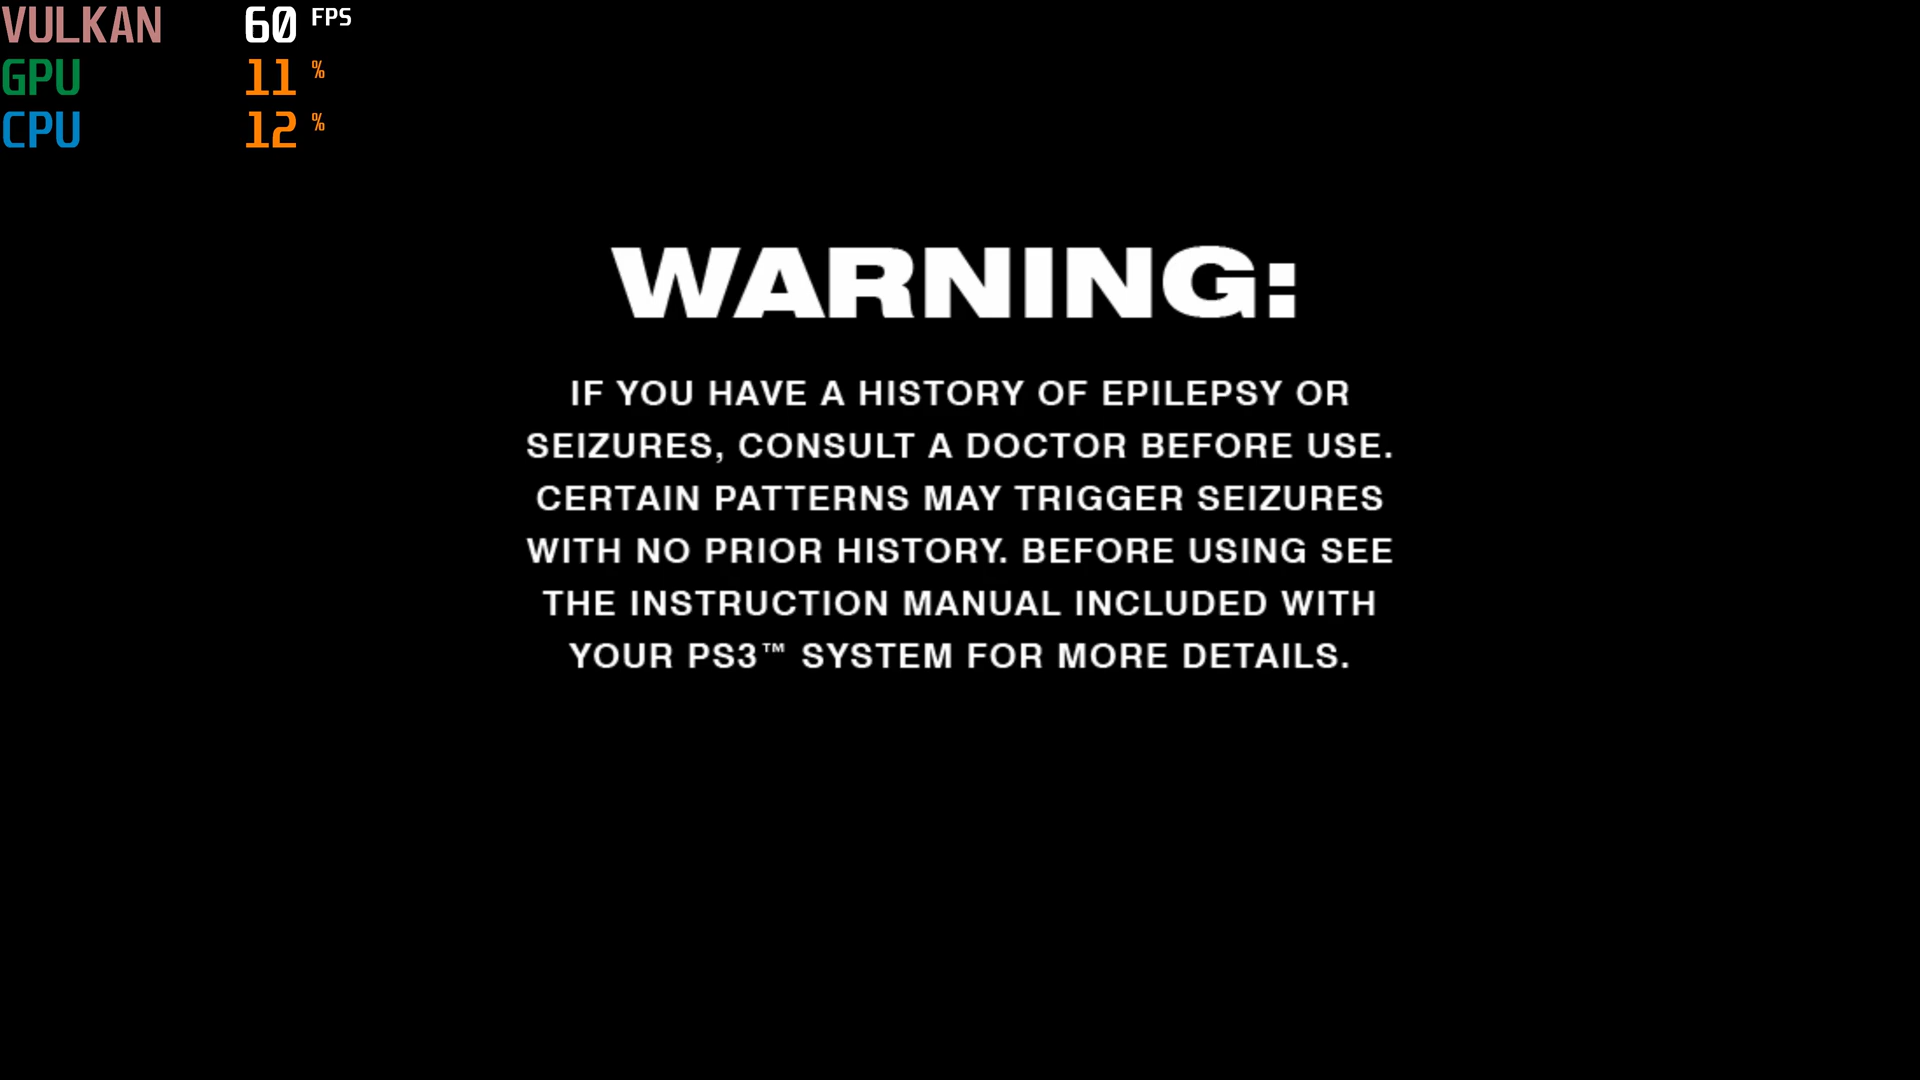 VULKAN 60 FPS
GPU 11 %
CPU 12 %
WARNING:
IF YOU HAVE A HISTORY OF EPILEPSY OR
SEIZURES, CONSULT A DOCTOR BEFORE USE.
CERTAIN PATTERNS MAY TRIGGER SEIZURES
WITH NO PRIOR HISTORY. BEFORE USING SEE
THE INSTRUCTION MANUAL INCLUDED WITH
YOUR PS3™ SYSTEM FOR MORE DETAILS.